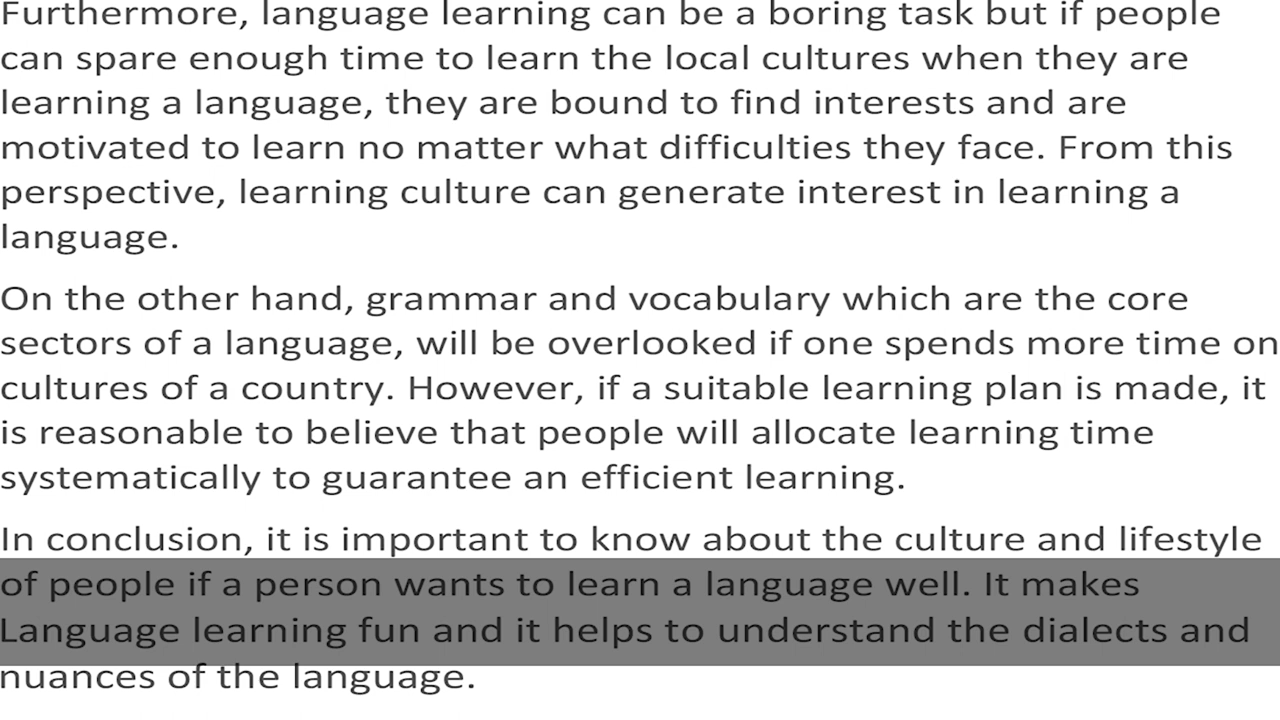 Furthermore, language learning can be a boring task but if people
can spare enough time to learn the local cultures when they are
learning a language, they are bound to find interests and are
motivated to learn no matter what difficulties they face. From this
perspective, learning culture can generate interest in learning a
language.
On the other hand, grammar and vocabulary which are the core
sectors of a language, will be overlooked if one spends more time on
cultures of a country. However, if a suitable learning plan is made, it
is reasonable to believe that people will allocate learning time
systematically to guarantee an efficient learning.
In conclusion, it is important to know about the culture and lifestyle
of people if a person wants to learn a language well. It makes
Language learning fun and it helps to understand the dialects and
nuances of the language.